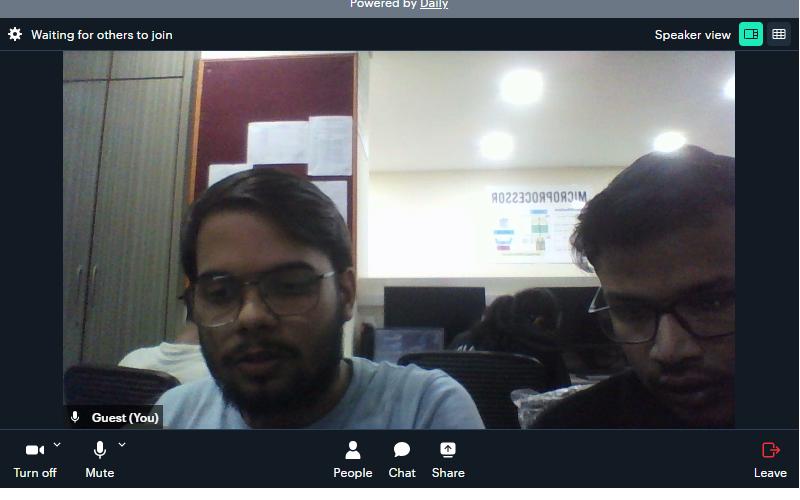 Powered by Daily
Waiting for others to join
Speaker view
MICROPROCESSOR
Guest (You)
Turn off
Mute
People
Chat
Share
Leave